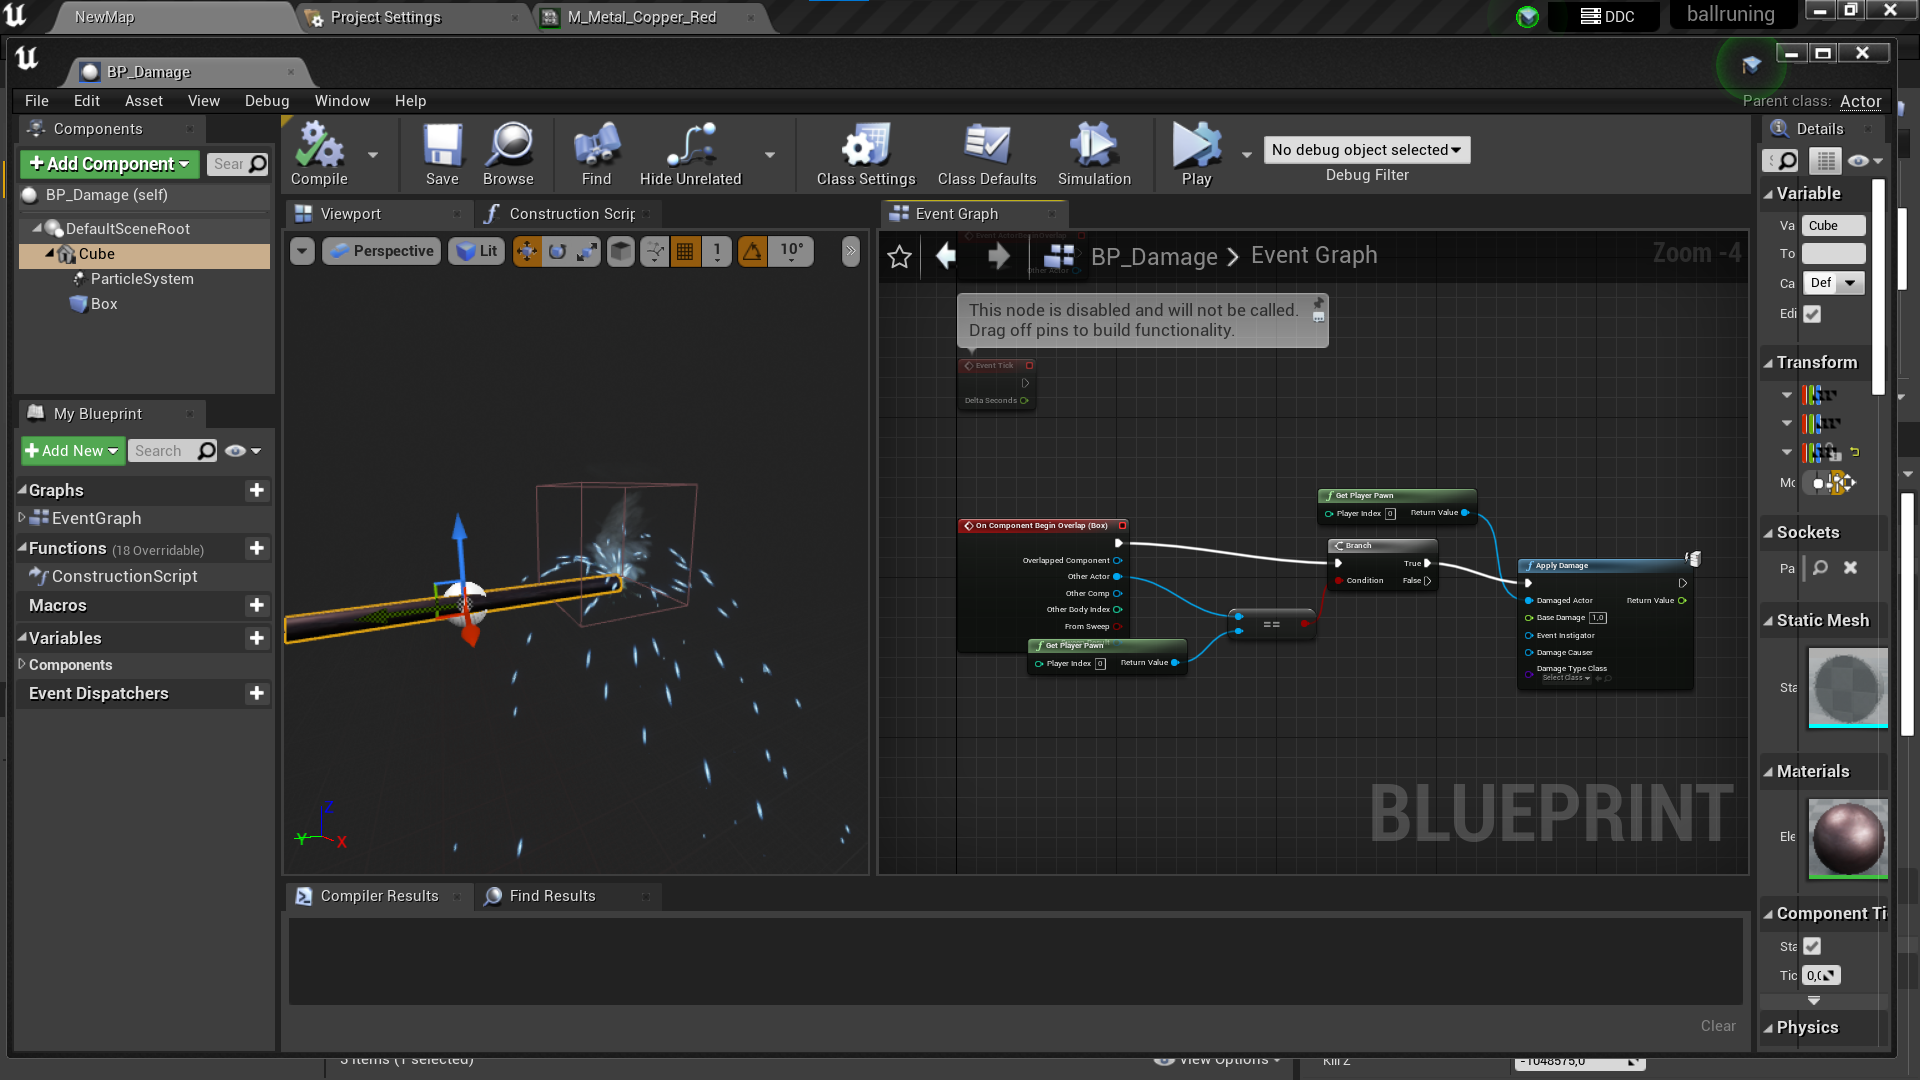 NewMap
Project Settings
M_Metal_Copper_Red
DDC
ballruning
BP_Damage
File Edit Asset View Debug Window Help
Parent class: Actor
Components
Add Component
Sear
BP_Damage (self)
DefaultSceneRoot
Cube
ParticleSystem
Box
Compile
Save
Browse
Find
Hide Unrelated
Class Settings
Class Defaults
Simulation
Play
No debug object selected
Debug Filter
Viewport
Construction Scrip
Event Graph
Perspective
Lit
1
10°
BP_Damage > Event Graph
Zoom -4
Event ActorBeginOverlap
Other Actor
This node is disabled and will not be called.
Drag off pins to build functionality.
Event Tick
Delta Seconds
Get Player Pawn
Player Index 0
Return Value
On Component Begin Overlap (Box)
Overlapped Component
Other Actor
Other Comp
Other Body Index
From Sweep
Get Player Pawn
Player Index 0
Return Value
==
Branch
True
Condition
False
Apply Damage
Damaged Actor
Return Value
Base Damage 1,0
Event Instigator
Damage Causer
Damage Type Class
Select Class
BLUEPRINT
X
Y
Z
My Blueprint
Add New
Search
Graphs
EventGraph
Functions (18 Overridable)
ConstructionScript
Macros
Variables
Components
Event Dispatchers
Compiler Results
Find Results
Clear
Details
Variable
Va Cube
To
Ca Def
Edi
Transform
Mc
Sockets
Pa
Static Mesh
Sta
Materials
Ele
Component Ti
Sta
Tic 0,0
Physics
3 items (1 selected)
View Options
Kill Z
-1048575,0